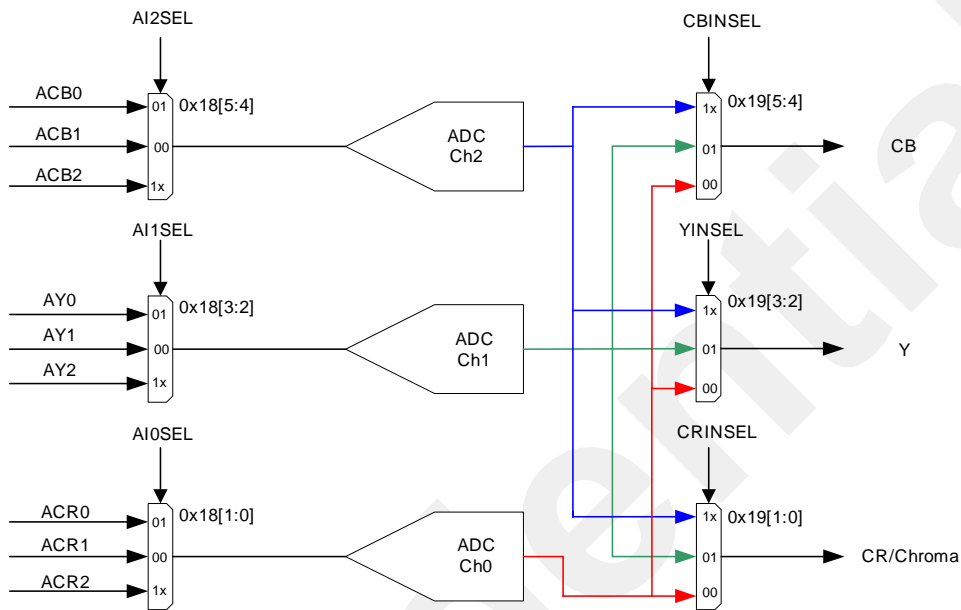 AI2SEL
CBINSEL
ACB0
01
0x18[5:4]
1x
0x19[5:4]
ACB1
00
ADC
Ch2
01
CB
ACB2
1x
00
AI1SEL
YINSEL
AY0
01
0x18[3:2]
1x
0x19[3:2]
AY1
00
ADC
Ch1
01
Y
AY2
1x
00
AI0SEL
CRINSEL
ACR0
01
0x18[1:0]
1x
0x19[1:0]
ACR1
00
ADC
Ch0
01
CR/Chroma
ACR2
1x
00
dentia